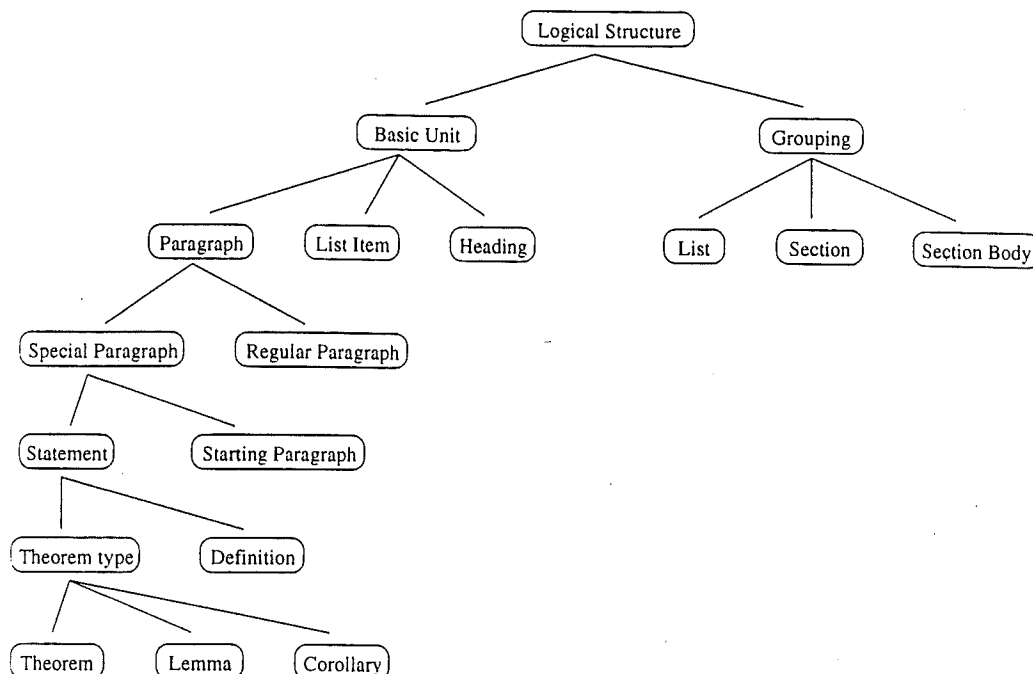 Logical Structure
Basic Unit
Grouping
Paragraph
List Item
Heading
List
Section
Section Body
Special Paragraph
Regular Paragraph
Statement
Starting Paragraph
Theorem type
Definition
Theorem
Lemma
Corollary